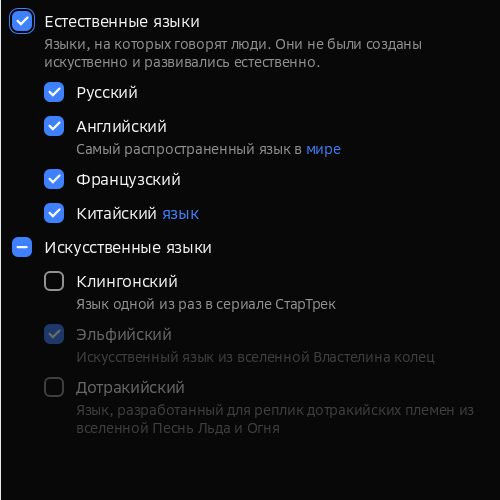 Естественные языки
Языки, на которых говорят люди. Они не были созданы
искуственно и развивались естественно.
Русский
Английский
Самый распространенный язык в мире
Французский
Китайский язык
Искусственные языки
Клингонский
Язык одной из раз в сериале СтарТрек
Эльфийский
Искусственный язык из вселенной Властелина колец
Дотракийский
Язык, разработанный для реплик дотракийских племен из
вселенной Песнь Льда и Огня